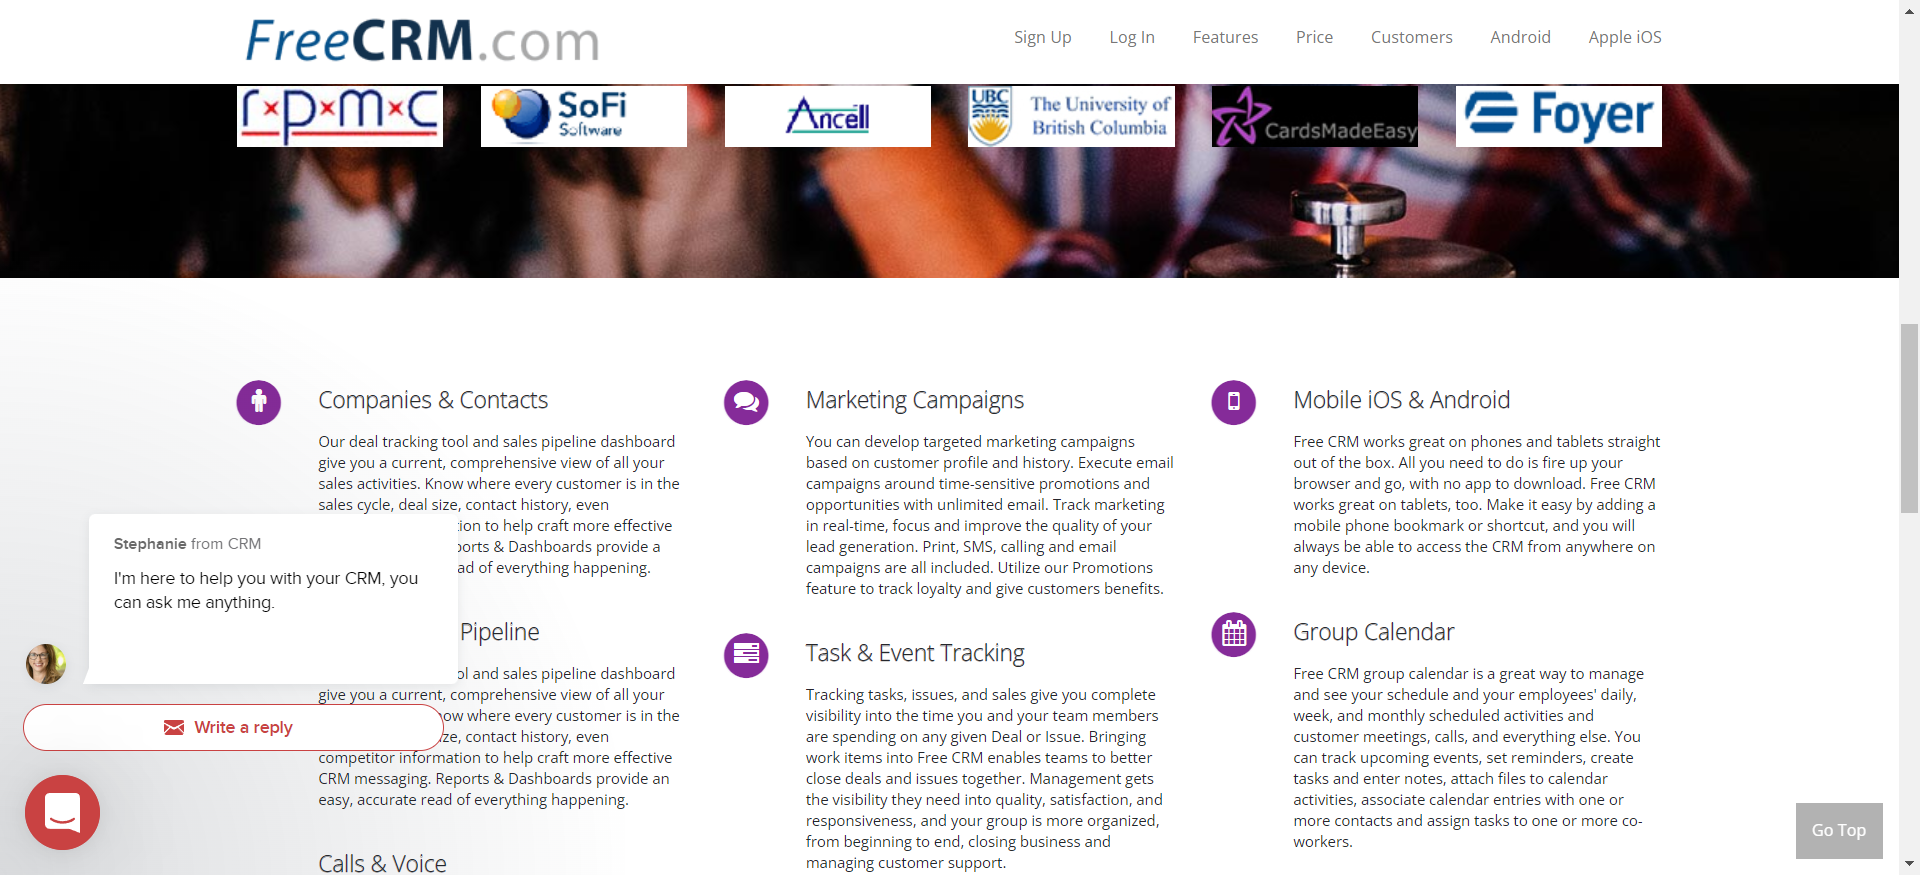 FreeCRM.com
Sign Up
Log In
Features
Price
Customers
Android
Apple iOS
r×p×m×c
SoFi
Software
Ancell
UBC
The University of
British Columbia
CardsMadeEasy
Foyer
Companies & Contacts
Our deal tracking tool and sales pipeline dashboard
give you a current, comprehensive view of all your
sales activities. Know where every customer is in the
sales cycle, deal size, contact history, even
tion to help craft more effective
ports & Dashboards provide a
ad of everything happening.
Pipeline
ol and sales pipeline dashboard
give you a current, comprehensive view of all your
ow where every customer is in the
ze, contact history, even
competitor information to help craft more effective
CRM messaging. Reports & Dashboards provide an
easy, accurate read of everything happening.
Calls & Voice
Marketing Campaigns
You can develop targeted marketing campaigns
based on customer profile and history. Execute email
campaigns around time-sensitive promotions and
opportunities with unlimited email. Track marketing
in real-time, focus and improve the quality of your
lead generation. Print, SMS, calling and email
campaigns are all included. Utilize our Promotions
feature to track loyalty and give customers benefits.
Task & Event Tracking
Tracking tasks, issues, and sales give you complete
visibility into the time you and your team members
are spending on any given Deal or Issue. Bringing
work items into Free CRM enables teams to better
close deals and issues together. Management gets
the visibility they need into quality, satisfaction, and
responsiveness, and your group is more organized,
from beginning to end, closing business and
managing customer support.
Mobile iOS & Android
Free CRM works great on phones and tablets straight
out of the box. All you need to do is fire up your
browser and go, with no app to download. Free CRM
works great on tablets, too. Make it easy by adding a
mobile phone bookmark or shortcut, and you will
always be able to access the CRM from anywhere on
any device.
Group Calendar
Free CRM group calendar is a great way to manage
and see your schedule and your employees' daily,
week, and monthly scheduled activities and
customer meetings, calls, and everything else. You
can track upcoming events, set reminders, create
tasks and enter notes, attach files to calendar
activities, associate calendar entries with one or
more contacts and assign tasks to one or more co-
workers.
Stephanie from CRM
I'm here to help you with your CRM, you
can ask me anything.
Write a reply
Go Top